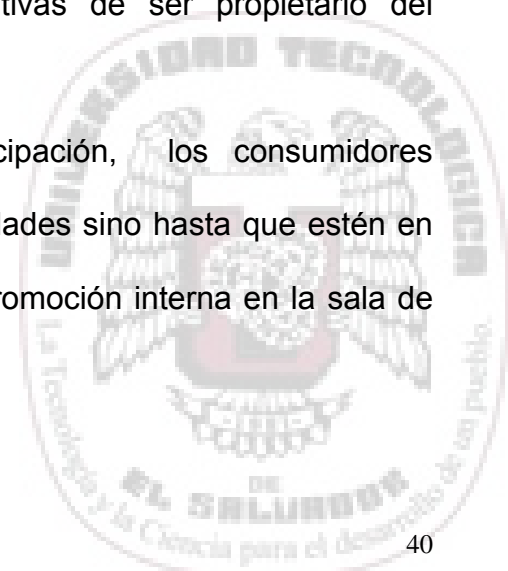 tivas de ser propietario del
cipación, los consumidores
lades sino hasta que estén en
romoción interna en la sala de
UNIVERSIDAD TECNOLOGICA
La Tecnología y la Ciencia para el desarrollo de un pueblo.
DE
EL SALVADOR
40